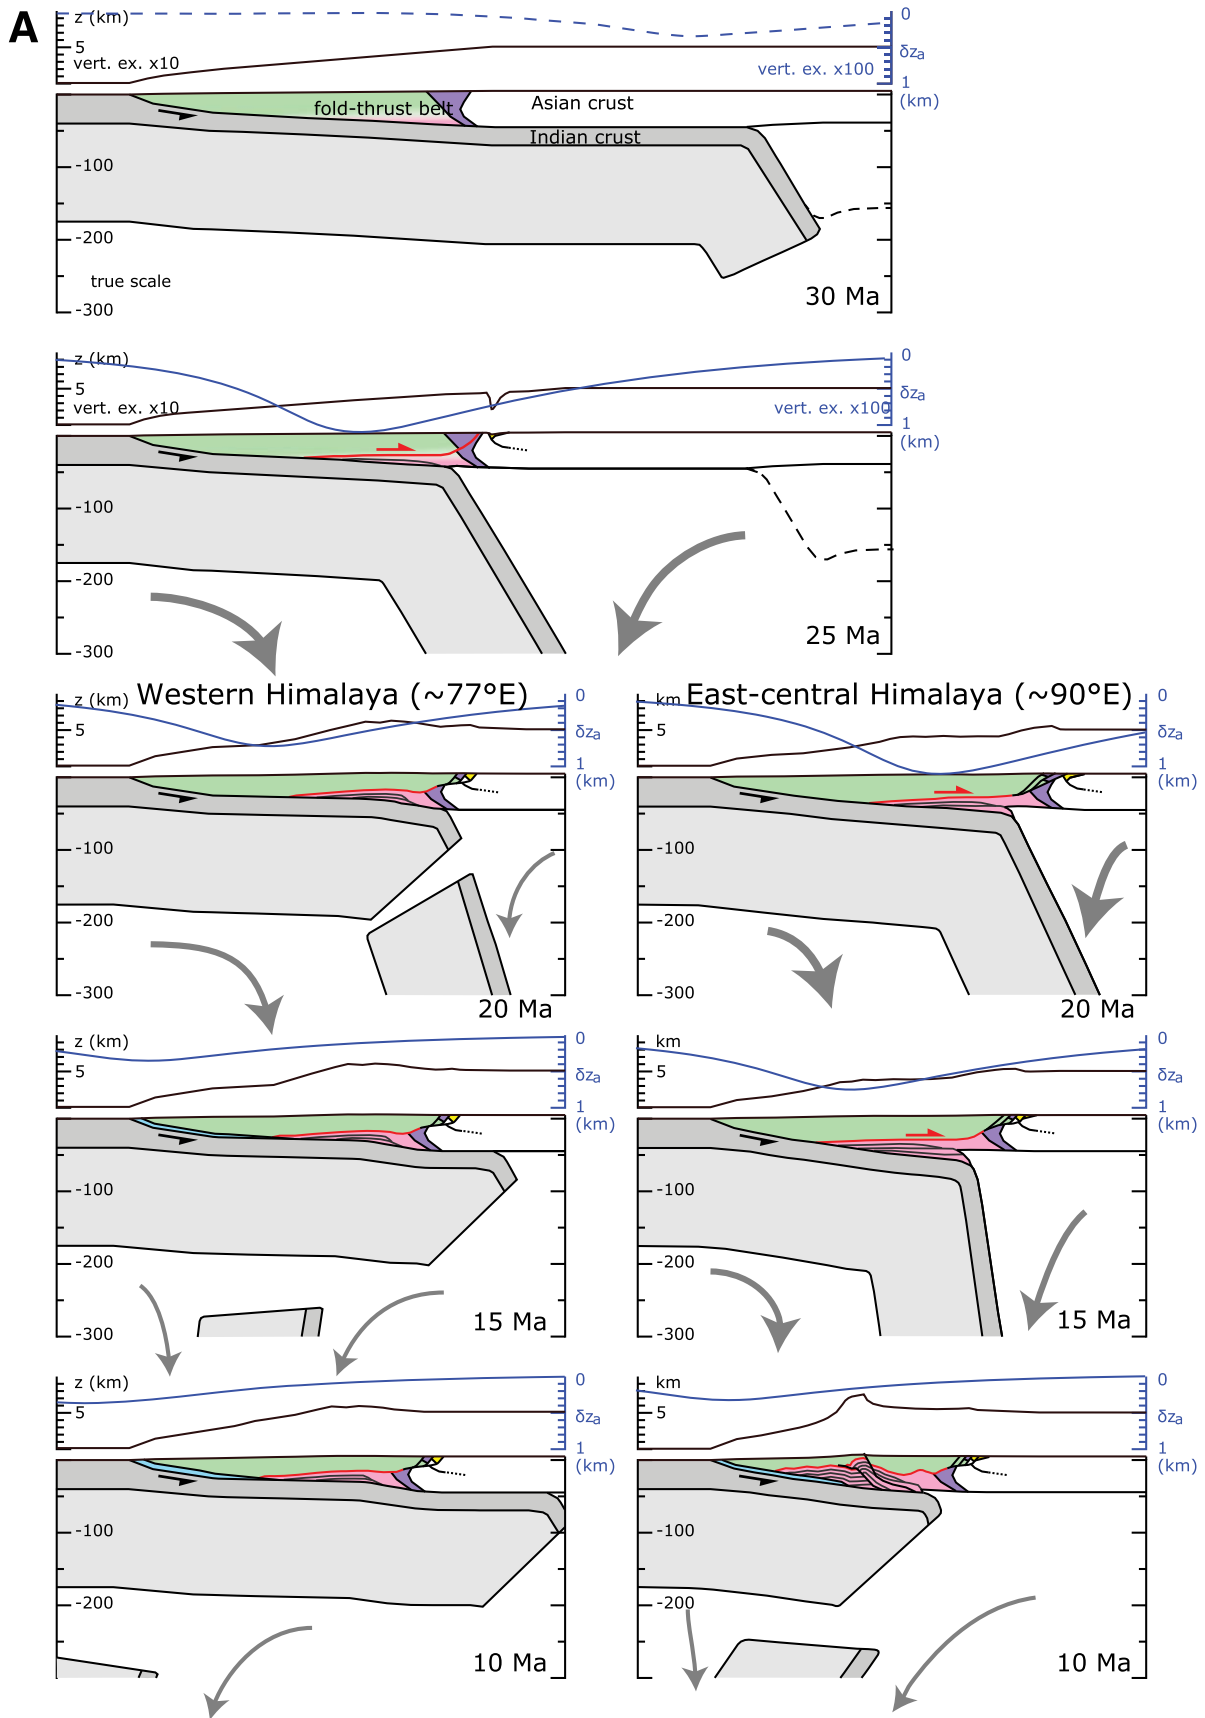 A
z (km)
0
5
δza
vert. ex. x10
vert. ex. x100
1
(km)
fold-thrust belt
Asian crust
Indian crust
-100
-200
true scale
-300
30 Ma
z (km)
0
5
δza
vert. ex. x10
vert. ex. x100
1
(km)
-100
-200
-300
25 Ma
Western Himalaya (~77°E)
z (km)
0
5
δza
1
(km)
-100
-200
-300
20 Ma
East-central Himalaya (~90°E)
km
0
5
δza
1
(km)
-100
-200
-300
20 Ma
z (km)
0
5
δza
1
(km)
-100
-200
-300
15 Ma
km
0
5
δza
1
(km)
-100
-200
-300
15 Ma
z (km)
0
5
δza
1
(km)
-100
-200
10 Ma
km
0
5
δza
1
(km)
-100
-200
10 Ma